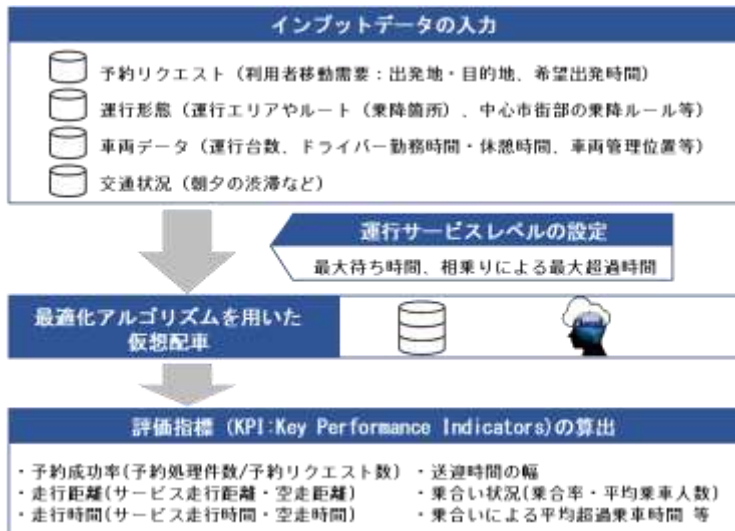 インプットデータの入力
予約リクエスト（利用者移動需要：出発地・目的地、希望出発時間）
運行形態（運行エリアやルート（乗降箇所）、中心市街部の乗降ルール等）
車両データ（運行台数、ドライバー勤務時間・休憩時間、車両管理位置等）
交通状況（朝夕の渋滞など）
運行サービスレベルの設定
最大待ち時間、相乗りによる最大超過時間
最適化アルゴリズムを用いた
仮想配車
評価指標（KPI:Key Performance Indicators)の算出
・予約成功率(予約処理件数/予約リクエスト数)
・走行距離(サービス走行距離・空走距離)
・走行時間(サービス走行時間・空走時間)
・送迎時間の幅
・乗合い状況(乗合率・平均乗車人数)
・乗合いによる平均超過乗車時間 等